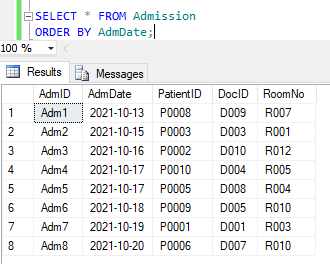 SELECT * FROM Admission
ORDER BY AdmDate;
100 %
Results Messages
AdmID AdmDate PatientID DocID RoomNo
1 Adm1 2021-10-13 P0008 D009 R007
2 Adm2 2021-10-15 P0003 D003 R001
3 Adm3 2021-10-16 P0002 D010 R012
4 Adm4 2021-10-17 P0010 D004 R005
5 Adm5 2021-10-17 P0005 D008 R004
6 Adm6 2021-10-18 P0009 D005 R010
7 Adm7 2021-10-19 P0001 D001 R003
8 Adm8 2021-10-20 P0006 D007 R010